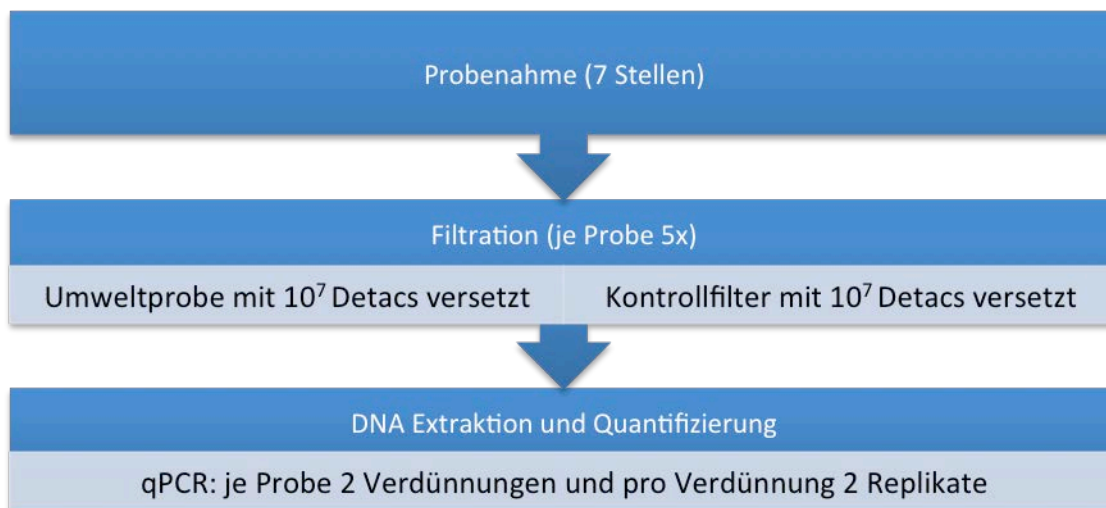 Probenahme (7 Stellen)
Filtration (je Probe 5x)
Umweltprobe mit 10⁷ Detacs versetzt
Kontrollfilter mit 10⁷ Detacs versetzt
DNA Extraktion und Quantifizierung
qPCR: je Probe 2 Verdünnungen und pro Verdünnung 2 Replikate